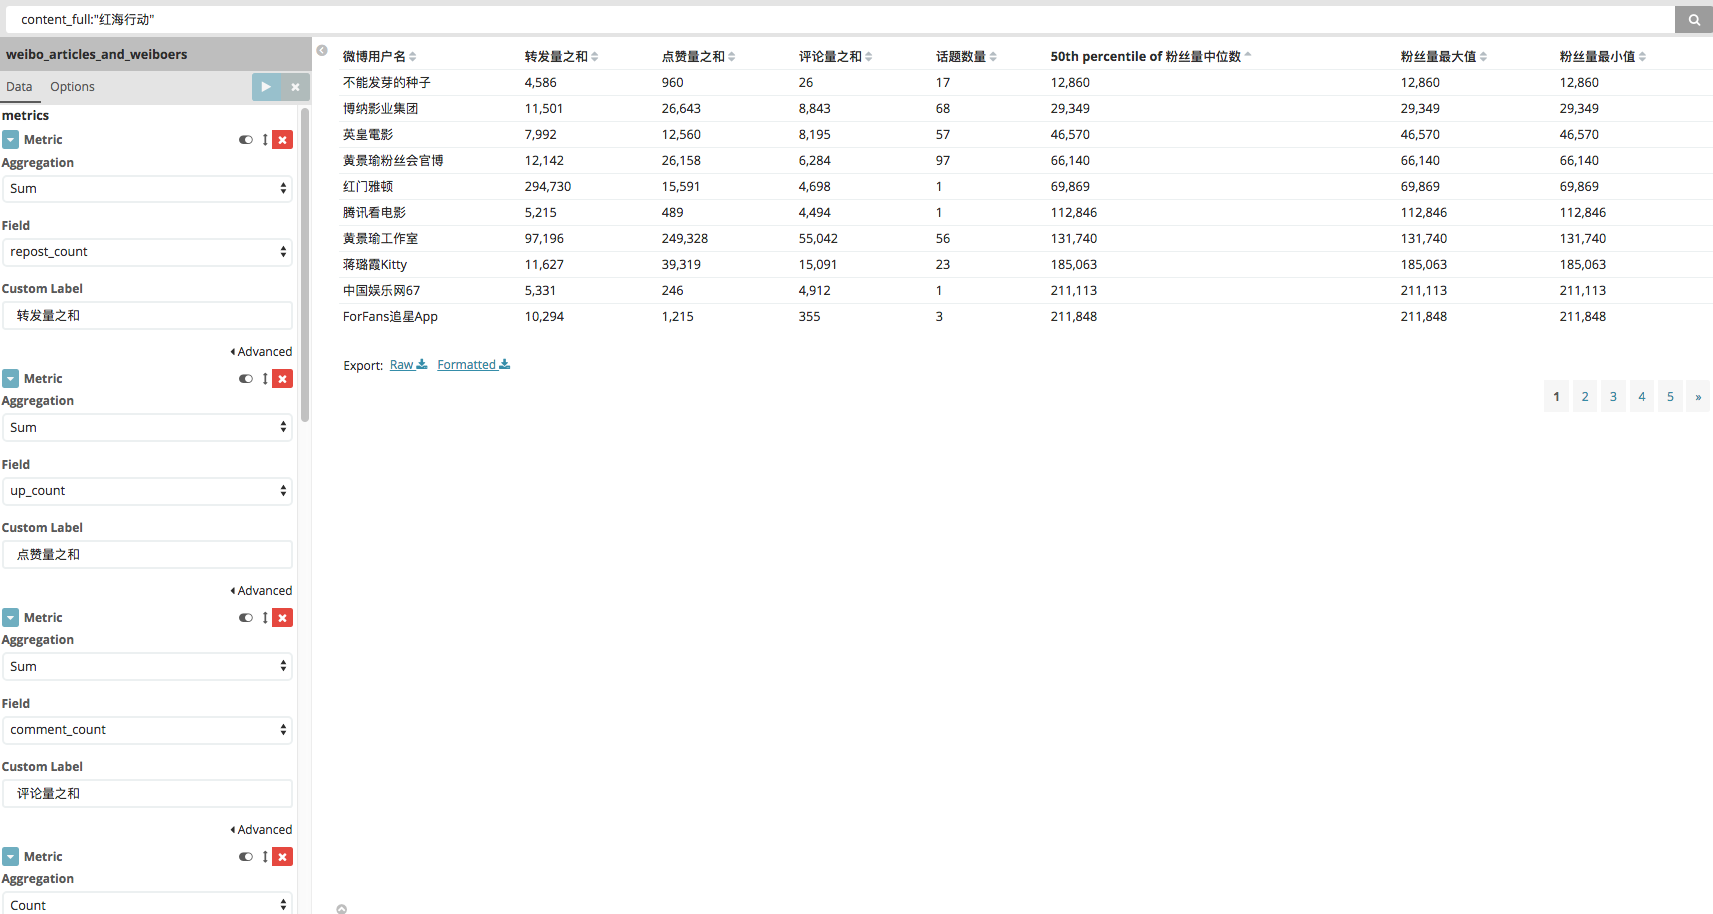 content_full:"红海行动"
weibo_articles_and_weiboers
Data Options
metrics
Metric
Aggregation
Sum
Field
repost_count
Custom Label
转发量之和
Advanced
Metric
Aggregation
Sum
Field
up_count
Custom Label
点赞量之和
Advanced
Metric
Aggregation
Sum
Field
comment_count
Custom Label
评论量之和
Advanced
Metric
Aggregation
Count
微博用户名 转发量之和 点赞量之和 评论量之和 话题数量 50th percentile of 粉丝量中位数 粉丝量最大值 粉丝量最小值
不能发芽的种子 4,586 960 26 17 12,860 12,860 12,860
博纳影业集团 11,501 26,643 8,843 68 29,349 29,349 29,349
英皇電影 7,992 12,560 8,195 57 46,570 46,570 46,570
黄景瑜粉丝会官博 12,142 26,158 6,284 97 66,140 66,140 66,140
红门雅顿 294,730 15,591 4,698 1 69,869 69,869 69,869
腾讯看电影 5,215 489 4,494 1 112,846 112,846 112,846
黄景瑜工作室 97,196 249,328 55,042 56 131,740 131,740 131,740
蒋璐霞Kitty 11,627 39,319 15,091 23 185,063 185,063 185,063
中国娱乐网67 5,331 246 4,912 1 211,113 211,113 211,113
ForFans追星App 10,294 1,215 355 3 211,848 211,848 211,848
Export: Raw Formatted
1 2 3 4 5 »